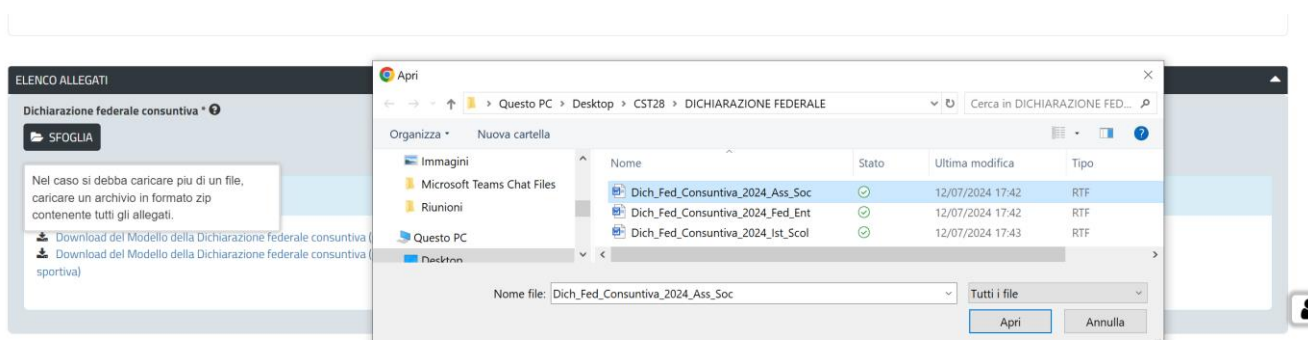 ELENCO ALLEGATI
Dichiarazione federale consuntiva *
SFOGLIA
Nel caso si debba caricare piu di un file,
caricare un archivio in formato zip
contenente tutti gli allegati.
Download del Modello della Dichiarazione federale consuntiva (
Download del Modello della Dichiarazione federale consuntiva (
sportiva)
Apri
Questo PC > Desktop > CST28 > DICHIARAZIONE FEDERALE
Cerca in DICHIARAZIONE FED...
Organizza
Nuova cartella
Immagini
Microsoft Teams Chat Files
Riunioni
Questo PC
Desktop
Nome Stato Ultima modifica Tipo
Dich_Fed_Consuntiva_2024_Ass_Soc 12/07/2024 17:42 RTF
Dich_Fed_Consuntiva_2024_Fed_Ent 12/07/2024 17:42 RTF
Dich_Fed_Consuntiva_2024_Ist_Scol 12/07/2024 17:43 RTF
Nome file: Dich_Fed_Consuntiva_2024_Ass_Soc
Tutti i file
Apri Annulla